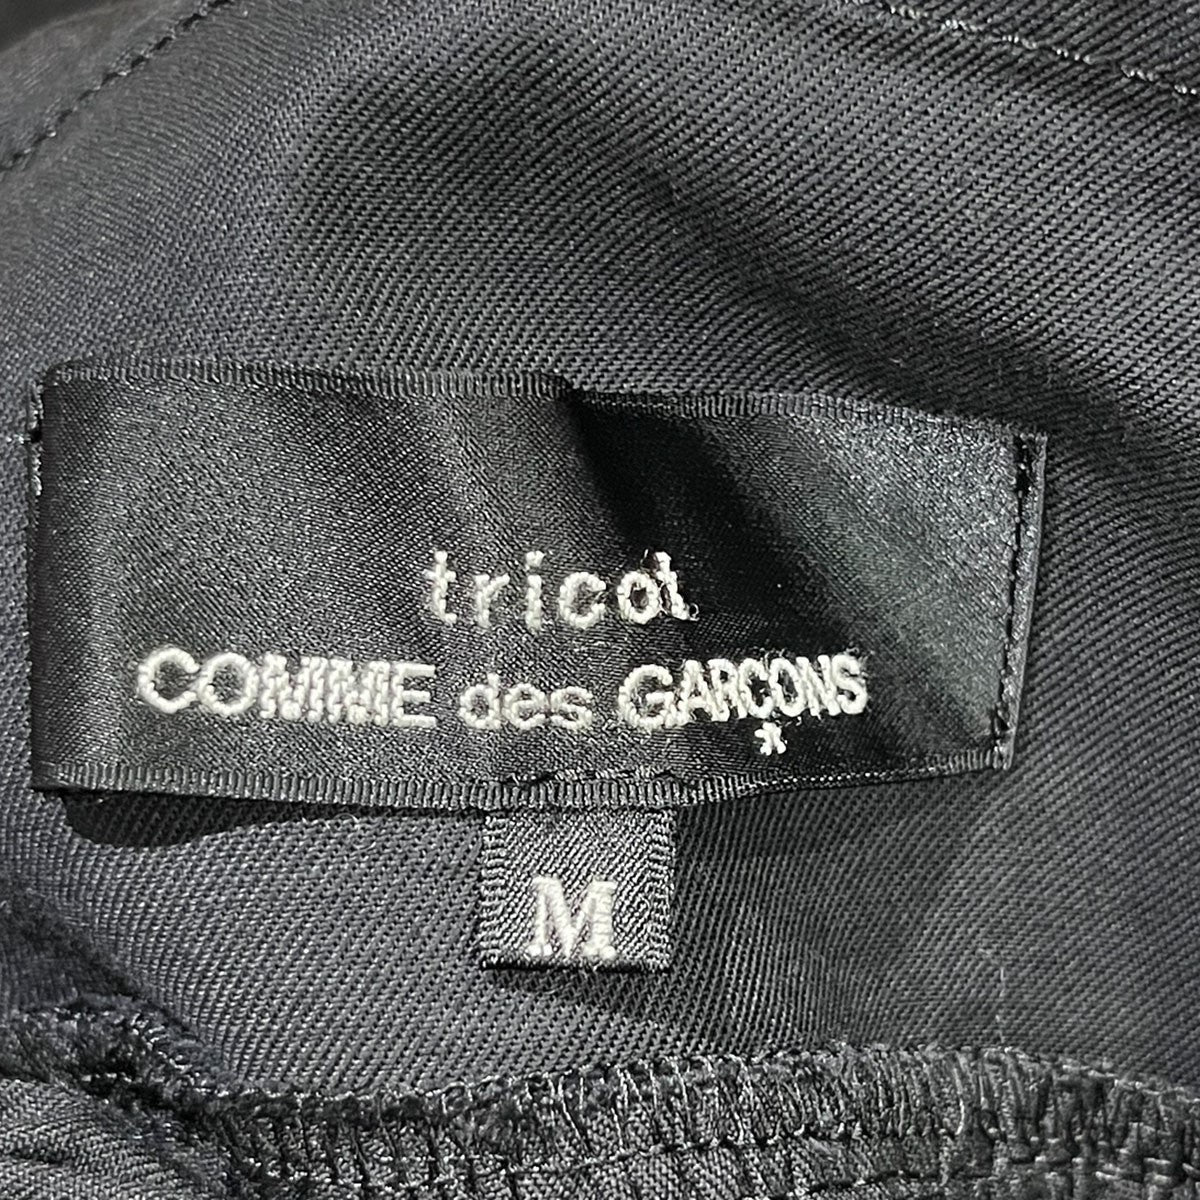 tricot
COMME des GARCONS
*
M